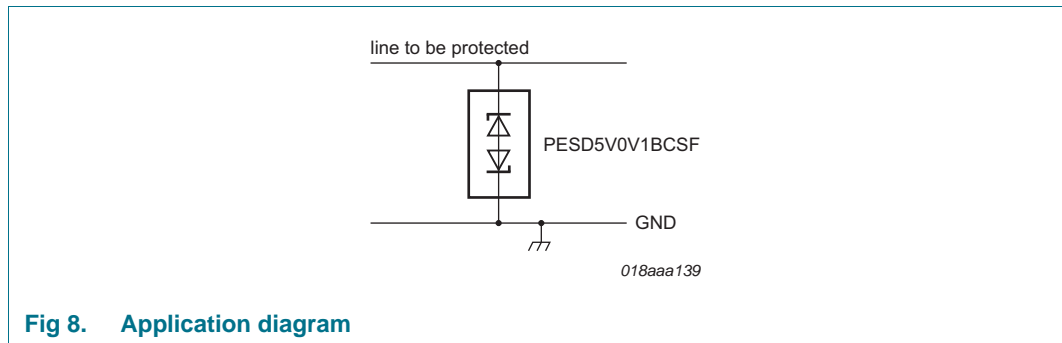 line to be protected
PESD5V0V1BCSF
GND
018aaa139
Fig 8. Application diagram